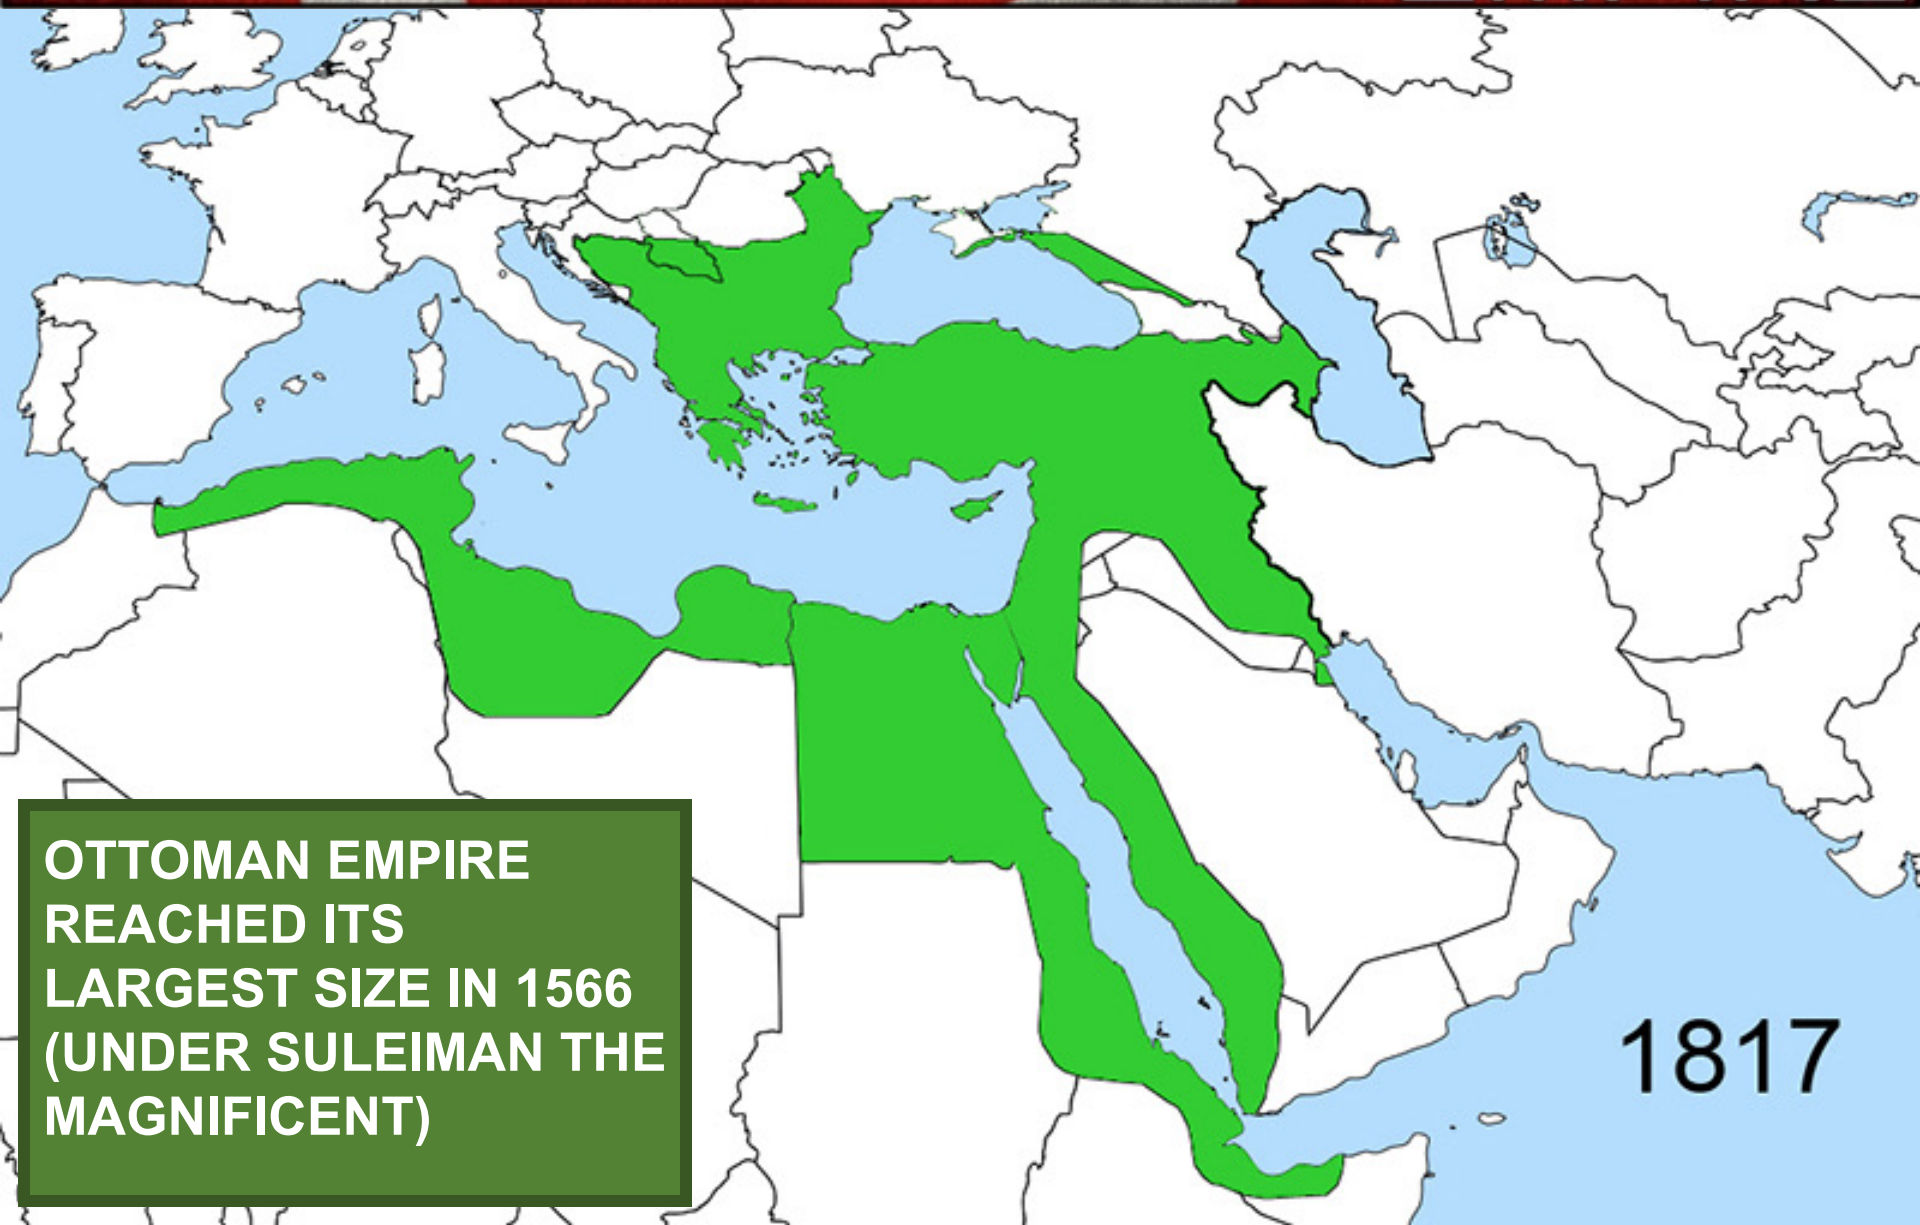 OTTOMAN EMPIRE
REACHED ITS
LARGEST SIZE IN 1566
(UNDER SULEIMAN THE
MAGNIFICENT)
1817